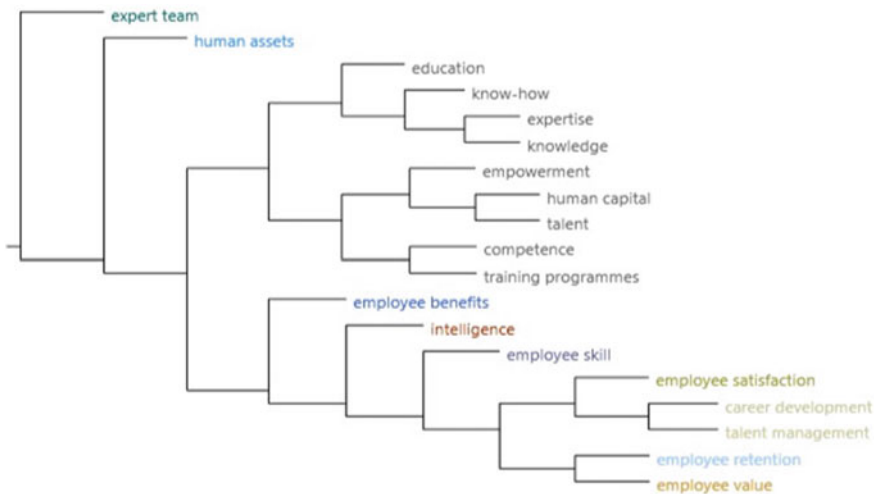 expert team
human assets
education
know-how
expertise
knowledge
empowerment
human capital
talent
competence
training programmes
employee benefits
intelligence
employee skill
employee satisfaction
career development
talent management
employee retention
employee value